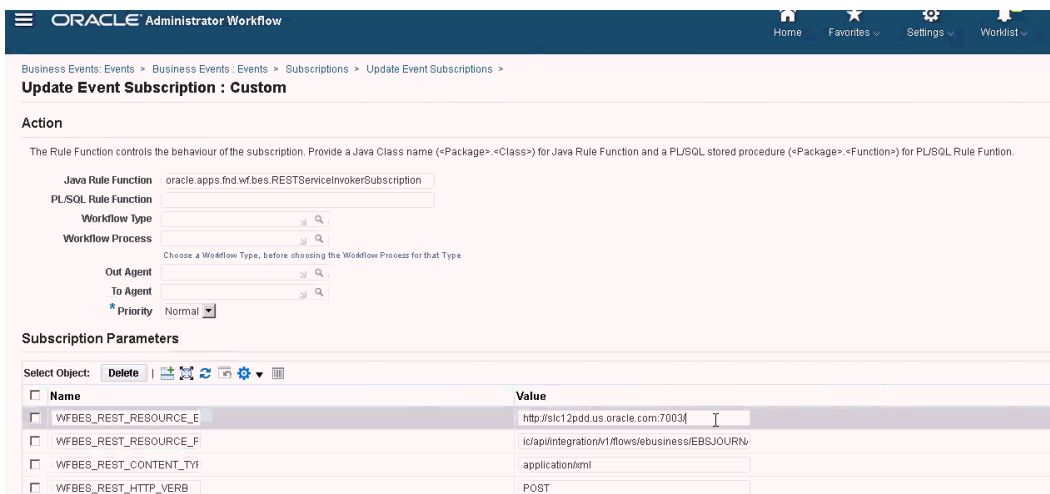 ORACLE Administrator Workflow
Home Favorites Settings Worklist
Business Events: Events > Business Events : Events > Subscriptions > Update Event Subscriptions >
Update Event Subscription : Custom
Action
The Rule Function controls the behaviour of the subscription. Provide a Java Class name (<Package>.<Class>) for Java Rule Function and a PL/SQL stored procedure (<Package>.<Function>) for PL/SQL Rule Funtion.
Java Rule Function oracle.apps.fnd.wf.bes.RESTServiceInvokerSubscription
PL/SQL Rule Function
Workflow Type
Workflow Process
Choose a Workflow Type, before choosing the Workflow Process for that Type
Out Agent
To Agent
* Priority Normal
Subscription Parameters
Select Object: Delete
Name Value
WFBES_REST_RESOURCE_E http://slc12pdd.us.oracle.com:7003/
WFBES_REST_RESOURCE_F ic/api/integration/v1/flows/ebusiness/EBSJOURNA
WFBES_REST_CONTENT_TYF application/xml
WFBES_REST_HTTP_VERB POST